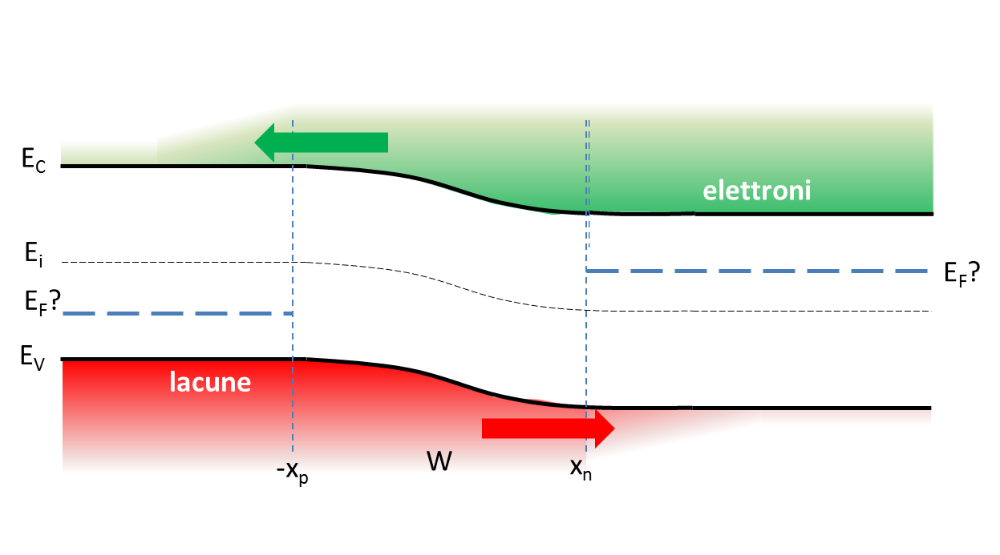 E_C
elettroni
E_i
E_F?
E_F?
E_V
lacune
-x_p
W
x_n